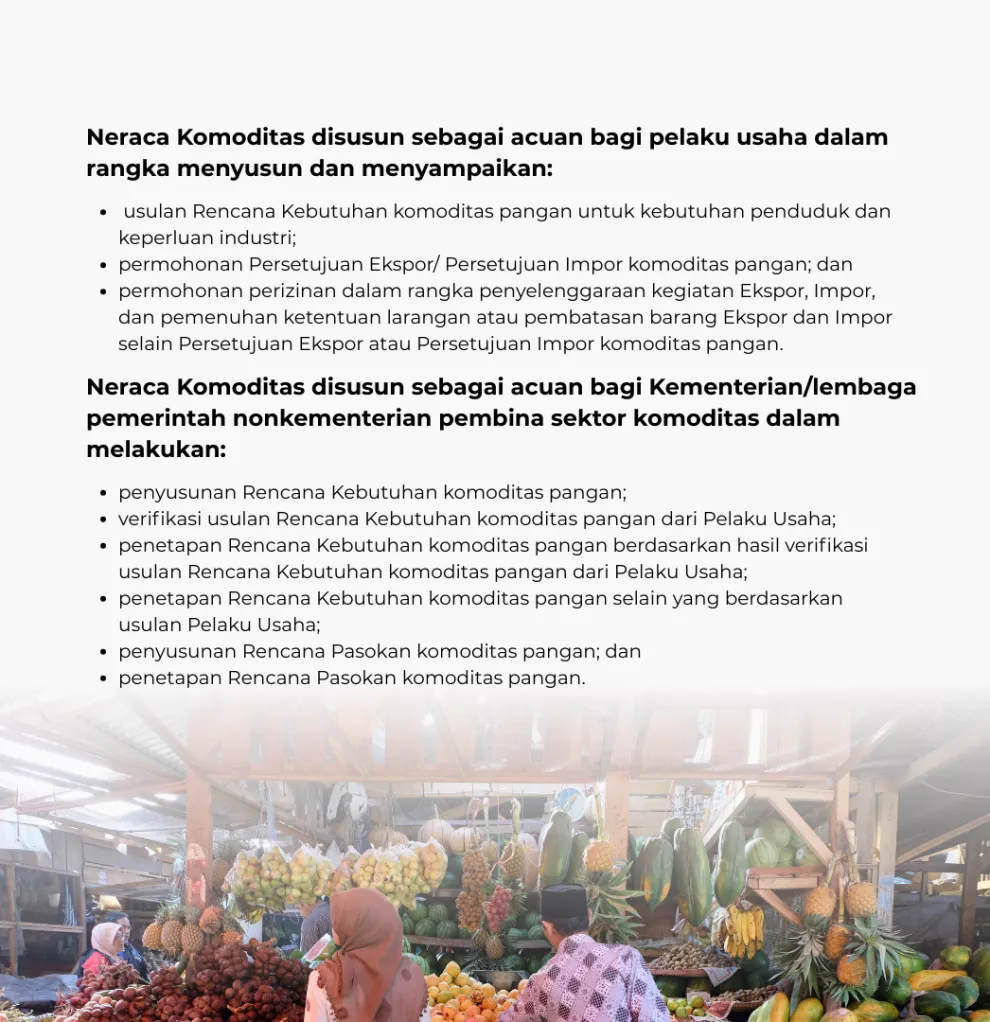 Neraca Komoditas disusun sebagai acuan bagi pelaku usaha dalam
rangka menyusun dan menyampaikan:
• usulan Rencana Kebutuhan komoditas pangan untuk kebutuhan penduduk dan
keperluan industri;
• permohonan Persetujuan Ekspor/ Persetujuan Impor komoditas pangan; dan
• permohonan perizinan dalam rangka penyelenggaraan kegiatan Ekspor, Impor,
dan pemenuhan ketentuan larangan atau pembatasan barang Ekspor dan Impor
selain Persetujuan Ekspor atau Persetujuan Impor komoditas pangan.
Neraca Komoditas disusun sebagai acuan bagi Kementerian/lembaga
pemerintah nonkementerian pembina sektor komoditas dalam
melakukan:
• penyusunan Rencana Kebutuhan komoditas pangan;
• verifikasi usulan Rencana Kebutuhan komoditas pangan dari Pelaku Usaha;
• penetapan Rencana Kebutuhan komoditas pangan berdasarkan hasil verifikasi
usulan Rencana Kebutuhan komoditas pangan dari Pelaku Usaha;
• penetapan Rencana Kebutuhan komoditas pangan selain yang berdasarkan
usulan Pelaku Usaha;
• penyusunan Rencana Pasokan komoditas pangan; dan
• penetapan Rencana Pasokan komoditas pangan.